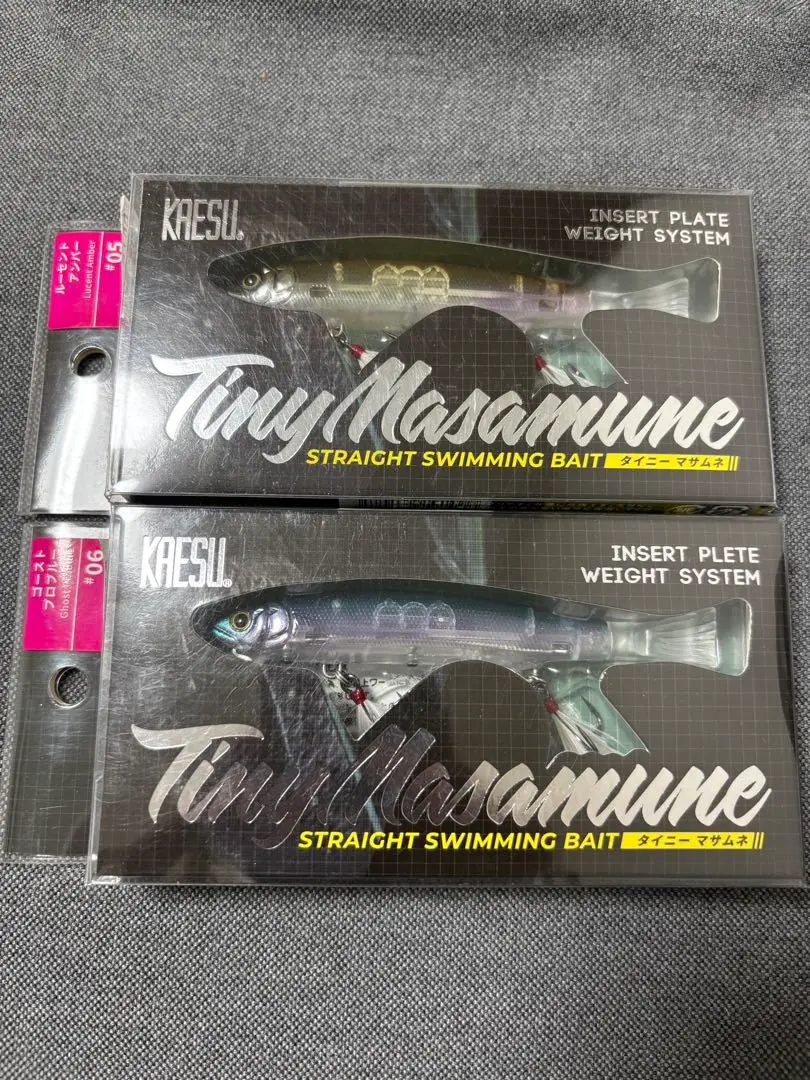 KAESU®
INSERT PLATE
WEIGHT SYSTEM
ルーセント
アンバー
Lucent Amber
#05
Tiny Masamune
STRAIGHT SWIMMING BAIT タイニー マサムネ
KAESU®
INSERT PLETE
WEIGHT SYSTEM
ゴースト
プロブルー
#06
Tiny Masamune
STRAIGHT SWIMMING BAIT タイニー マサムネ